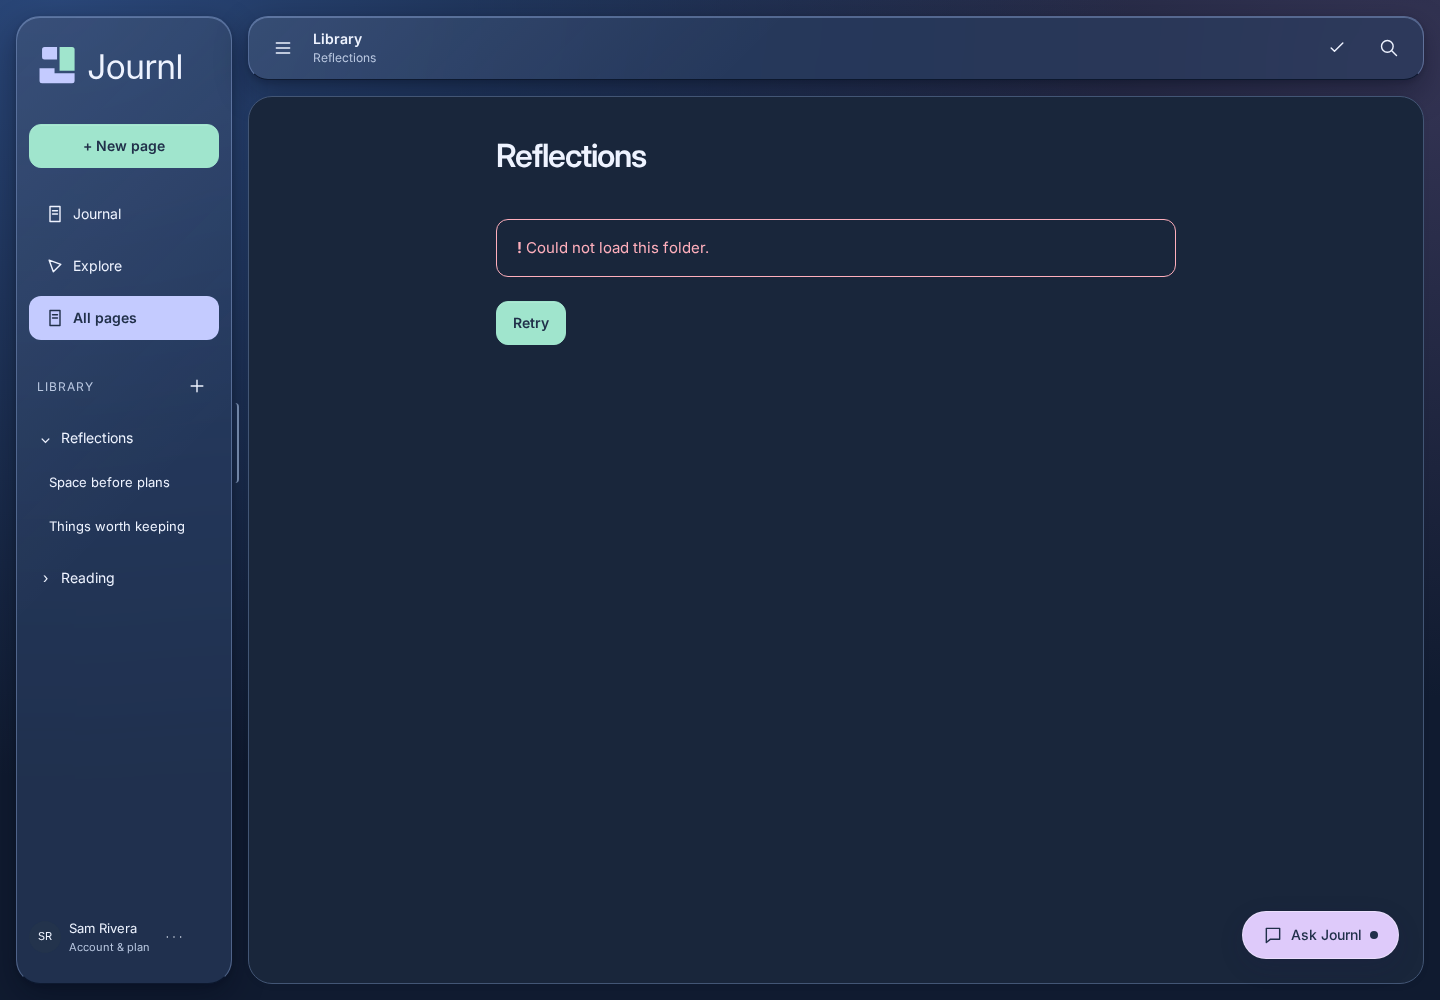 Journl
+ New page
Journal
Explore
All pages
LIBRARY
Reflections
Space before plans
Things worth keeping
Reading
SR
Sam Rivera
Account & plan
...
Library
Reflections
Reflections
! Could not load this folder.
Retry
Ask Journl